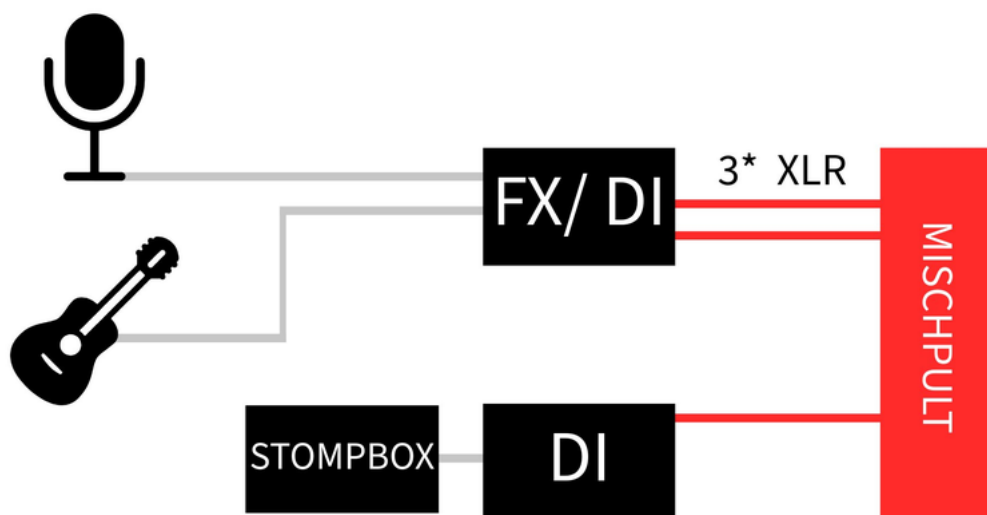 3* XLR
FX/ DI
MISCHPULT
STOMPBOX
DI